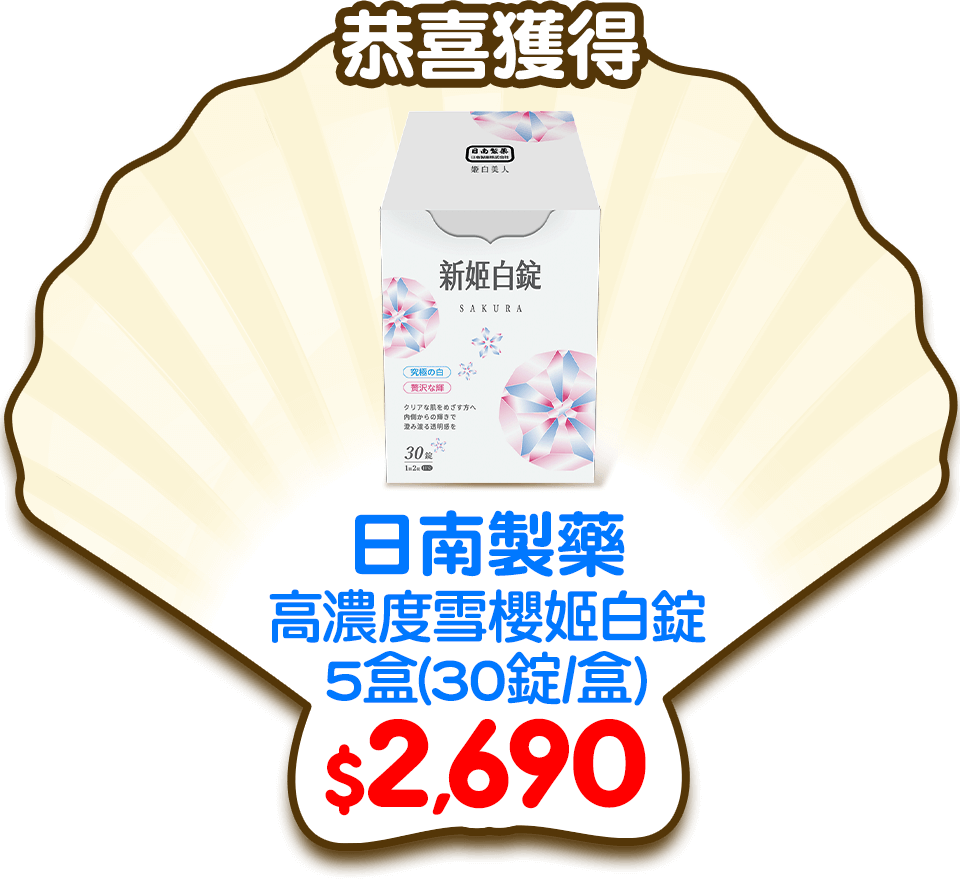 恭喜獲得
日南製藥
姬白美人
新姬白錠
SAKURA
究極の白
贅沢な輝
クリアな肌をめざす方へ
内側からの輝きで
澄み渡る透明感を
30錠
日南製藥
高濃度雪櫻姬白錠
5盒(30錠/盒)
$2,690